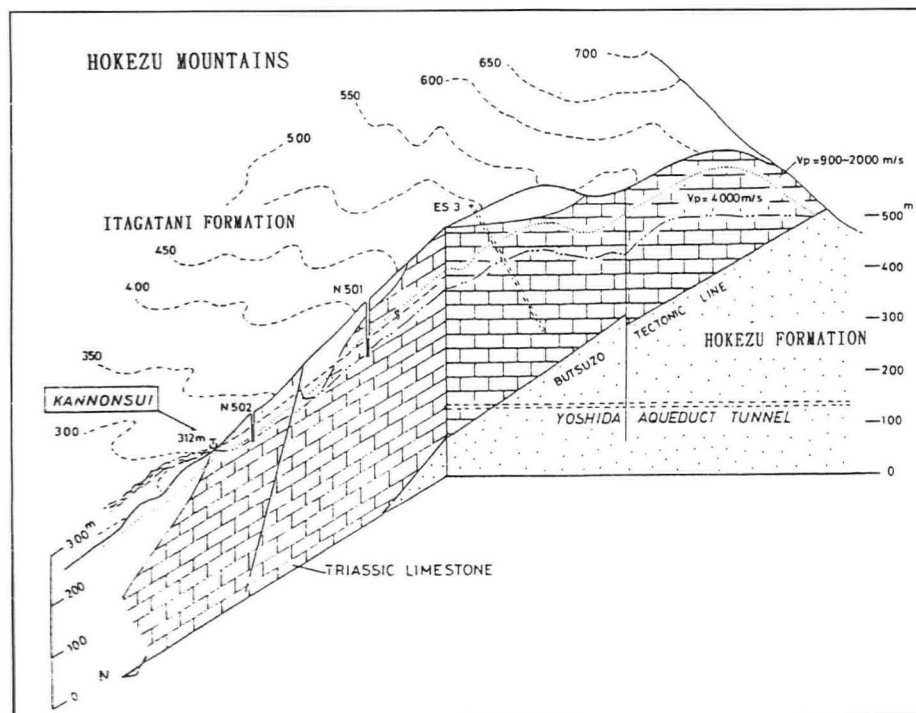 HOKEZU MOUNTAINS
700
650
600
550
500
Vp=900-2000 m/s
Vp=4000m/s
ES 3
500m
ITAGATANI FORMATION
450
400
N 501
400
300
TECTONIC LINE
HOKEZU FORMATION
BUTSUZO
350
200
KANNONSUI
N 502
300
312m
YOSHIDA AQUEDUCT TUNNEL
100
0
300m
TRIASSIC LIMESTONE
200
100
N
0